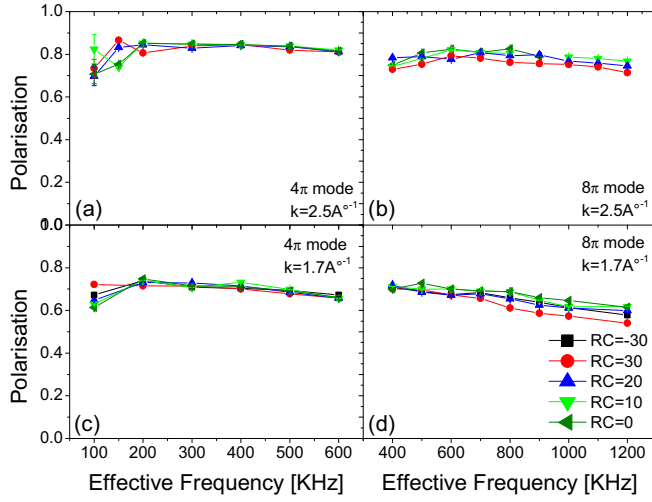 1.0
0.8
0.6
0.4
0.2
1.0
0.0
0.8
0.6
0.4
0.2
0.0
Polarisation
Polarisation
(a)
4π mode
k=2.5A°⁻¹
(b)
8π mode
k=2.5A°⁻¹
(c)
4π mode
k=1.7A°⁻¹
(d)
8π mode
k=1.7A°⁻¹
RC=-30
RC=30
RC=20
RC=10
RC=0
100 200 300 400 500 600
400 600 800 1000 1200
Effective Frequency [KHz]
Effective Frequency [KHz]